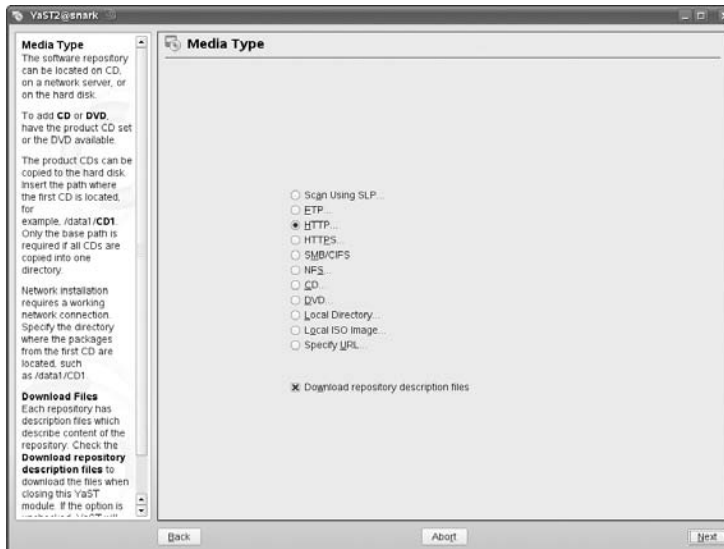 YaST2@snark
Media Type
The software repository
can be located on CD,
on a network server, or
on the hard disk.
To add CD or DVD,
have the product CD set
or the DVD available.
The product CDs can be
copied to the hard disk.
Insert the path where
the first CD is located,
for
example, /data1/CD1.
Only the base path is
required if all CDs are
copied into one
directory.
Network installation
requires a working
network connection.
Specify the directory
where the packages
from the first CD are
located, such
as /data1/CD1.
Download Files
Each repository has
description files which
describe content of the
repository. Check the
Download repository
description files to
download the files when
closing this YaST
module. If the option is
Media Type
Scan Using SLP...
FTP...
HTTP...
HTTPS...
SMB/CIFS
NFS...
CD...
DVD...
Local Directory...
Local ISO Image...
Specify URL...
Download repository description files
Back
Abort
Next